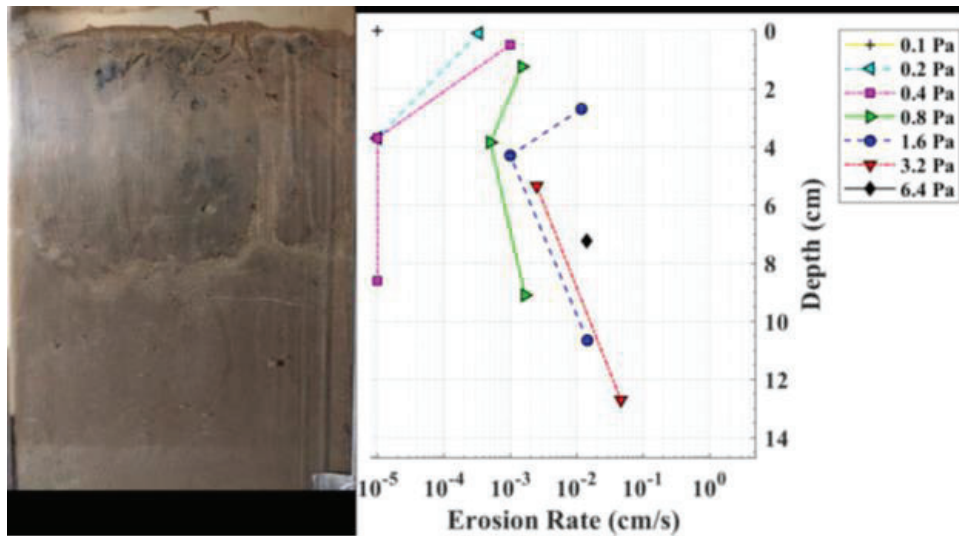 0
2
4
6
8
10
12
14
Depth (cm)
10⁻⁵ 10⁻⁴ 10⁻³ 10⁻² 10⁻¹ 10⁰
Erosion Rate (cm/s)
0.1 Pa
0.2 Pa
0.4 Pa
0.8 Pa
1.6 Pa
3.2 Pa
6.4 Pa